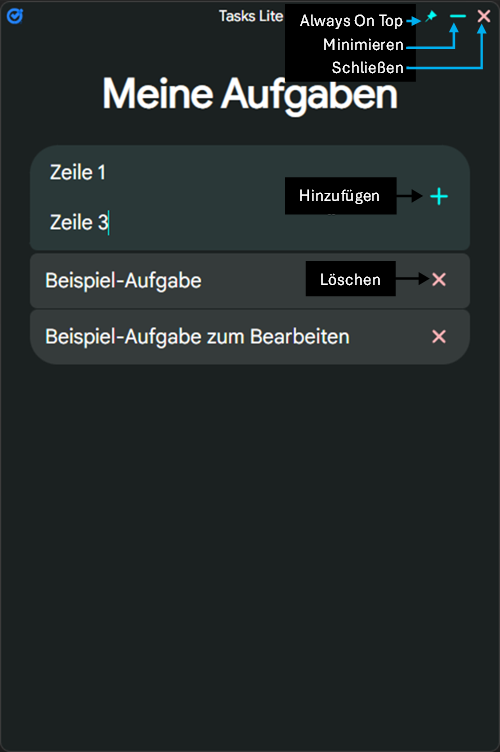 Tasks Lite
Always On Top
Minimieren
Schließen
Meine Aufgaben
Zeile 1
Zeile 3
Hinzufügen
Beispiel-Aufgabe
Löschen
Beispiel-Aufgabe zum Bearbeiten